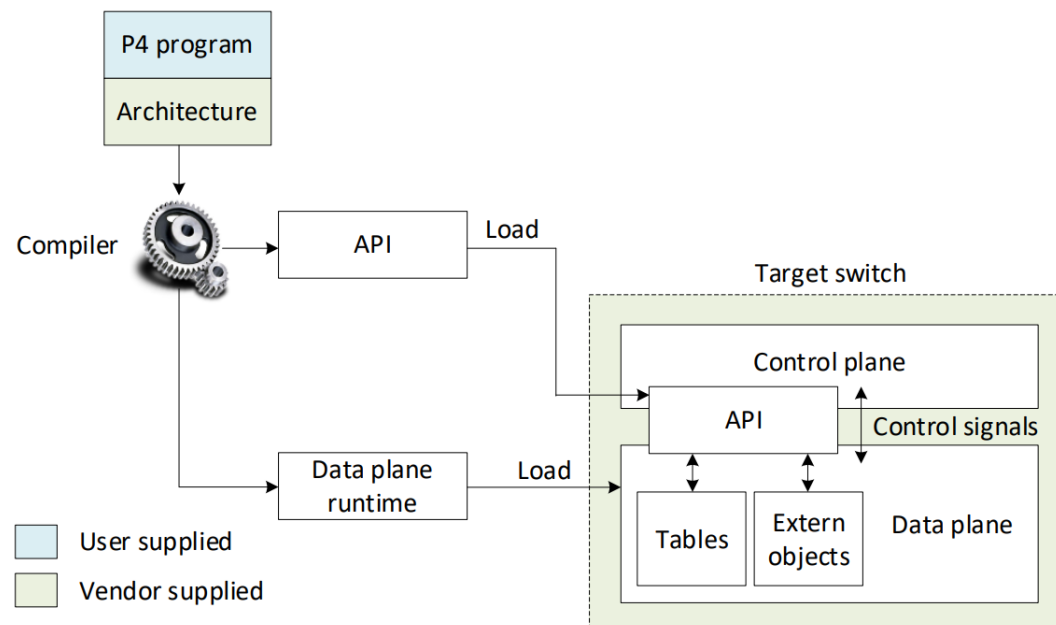 P4 program
Architecture
Compiler
API
Load
Target switch
Control plane
API
Control signals
Data plane
runtime
Load
Tables
Extern
objects
Data plane
User supplied
Vendor supplied